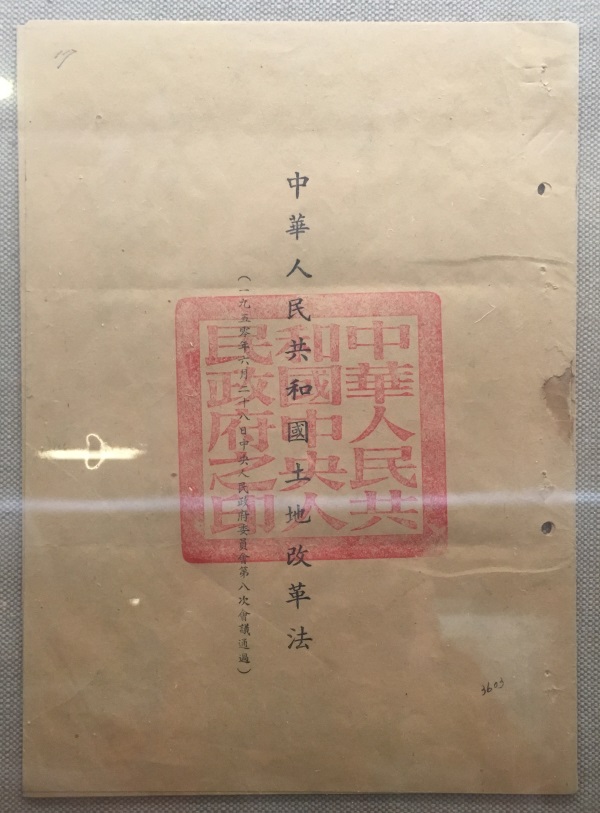 中華人民共和國土地改革法
（一九五零年六月二十八日中央人民政府委員會第八次會議通過）
中華人民共
和國中央人
民政府之印
3603